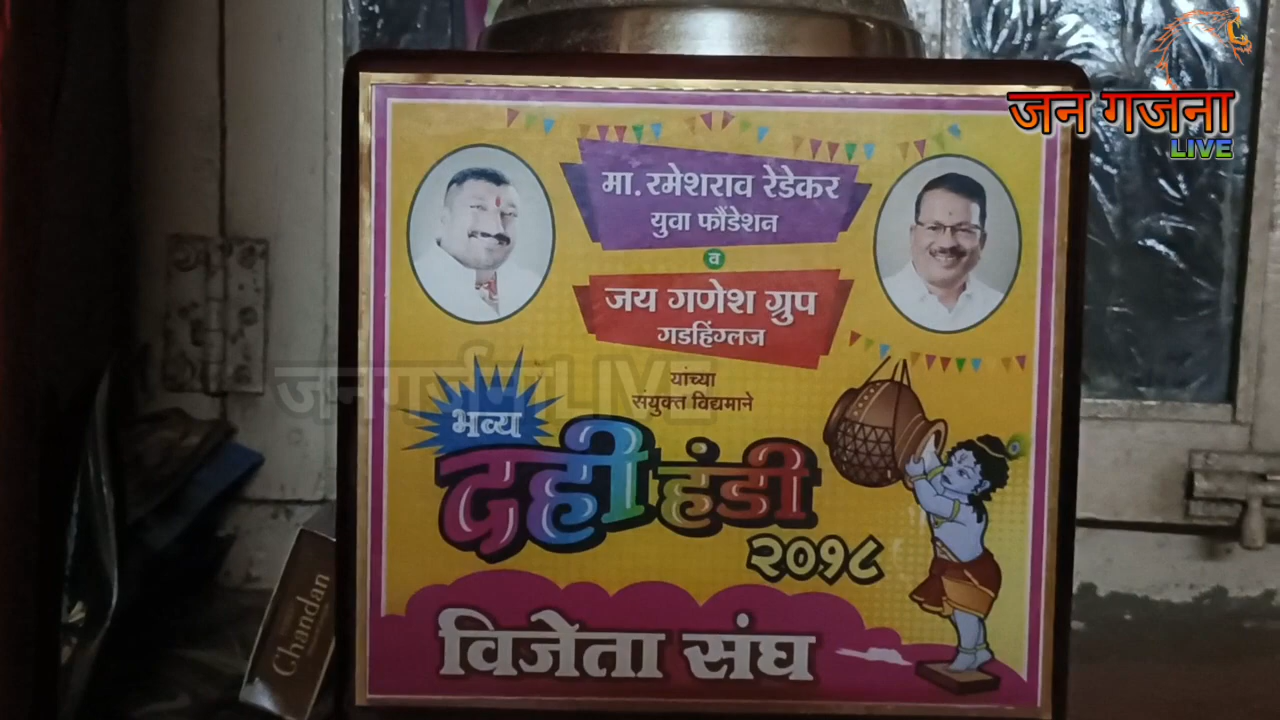 जन गजना
LIVE
मा. रमेशराव रेडेकर
युवा फौंडेशन
व
जय गणेश ग्रुप
गडहिंग्लज
यांच्या
संयुक्त विद्यमाने
भव्य
दही हंडी
२०१८
विजेता संघ
Chandan